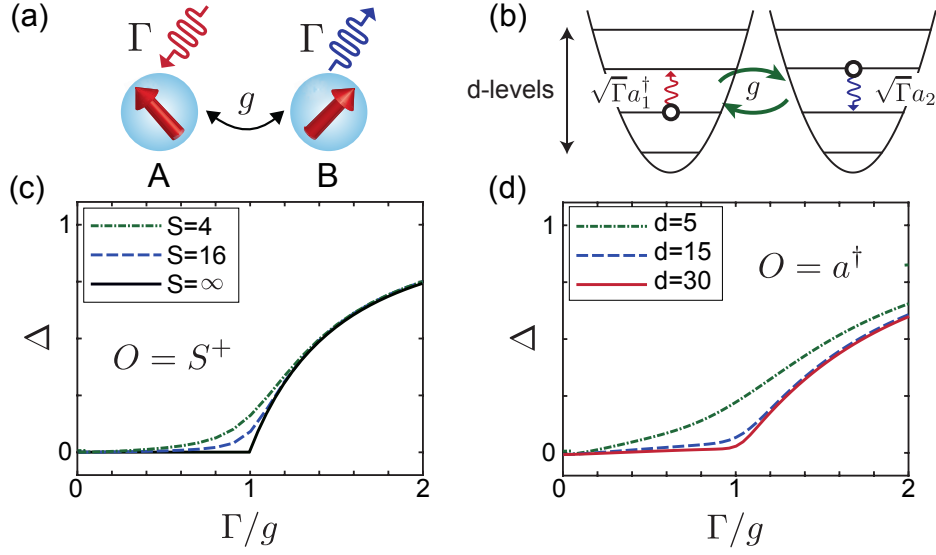 (a)
Γ
Γ
g
A
B
(b)
d-levels
√Γa₁†
g
√Γa₂
(c)
1
0
Δ
S=4
S=16
S=∞
O = S⁺
0
1
2
Γ/g
(d)
1
0
Δ
d=5
d=15
d=30
O = a†
0
1
2
Γ/g